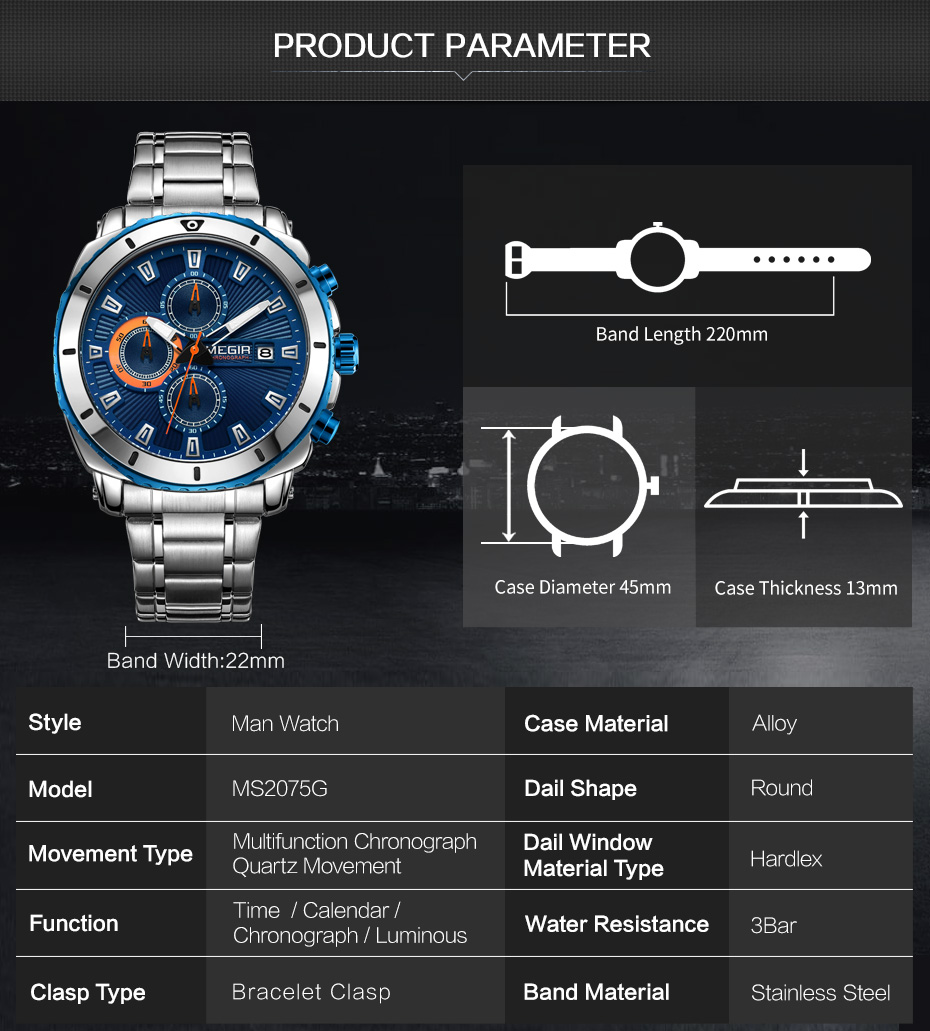 PRODUCT PARAMETER
MEGIR
CHRONOGRAPH
8
Band Length 220mm
Case Diameter 45mm
Case Thickness 13mm
Band Width:22mm
Style
Man Watch
Case Material
Alloy
Model
MS2075G
Dail Shape
Round
Movement Type
Multifunction Chronograph
Quartz Movement
Dail Window
Material Type
Hardlex
Function
Time / Calendar /
Chronograph / Luminous
Water Resistance
3Bar
Clasp Type
Bracelet Clasp
Band Material
Stainless Steel